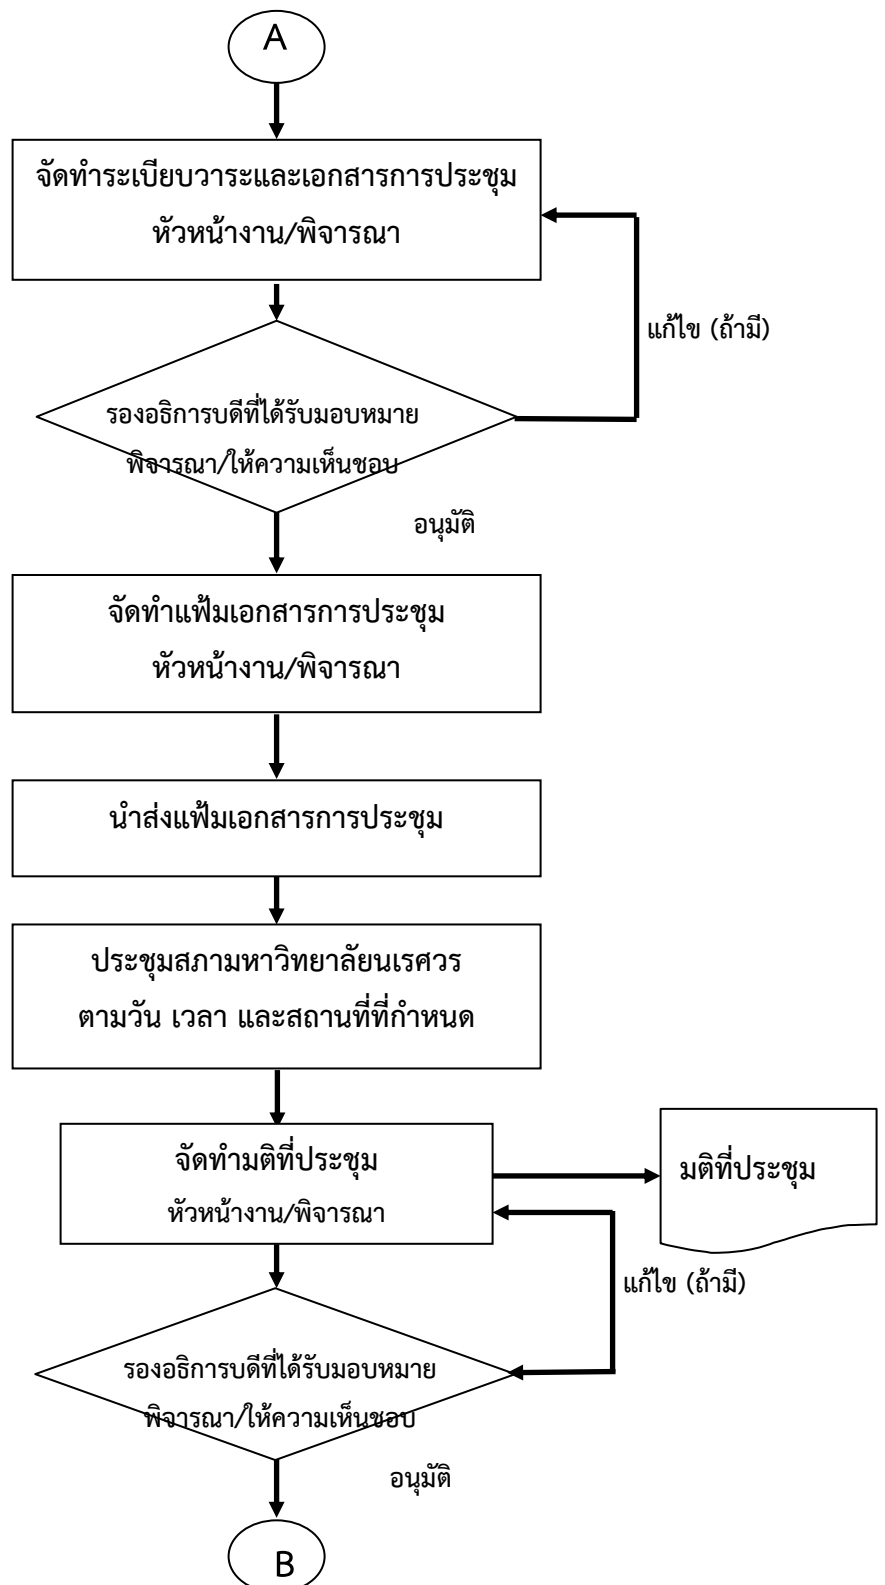 A
จัดทำระเบียบวาระและเอกสารการประชุม
หัวหน้างาน/พิจารณา
แก้ไข (ถ้ามี)
รองอธิการบดีที่ได้รับมอบหมาย
พิจารณา/ให้ความเห็นชอบ
อนุมัติ
จัดทำแฟ้มเอกสารการประชุม
หัวหน้างาน/พิจารณา
นำส่งแฟ้มเอกสารการประชุม
ประชุมสภามหาวิทยาลัยนเรศวร
ตามวัน เวลา และสถานที่ที่กำหนด
จัดทำมติที่ประชุม
หัวหน้างาน/พิจารณา
มติที่ประชุม
แก้ไข (ถ้ามี)
รองอธิการบดีที่ได้รับมอบหมาย
พิจารณา/ให้ความเห็นชอบ
อนุมัติ
B